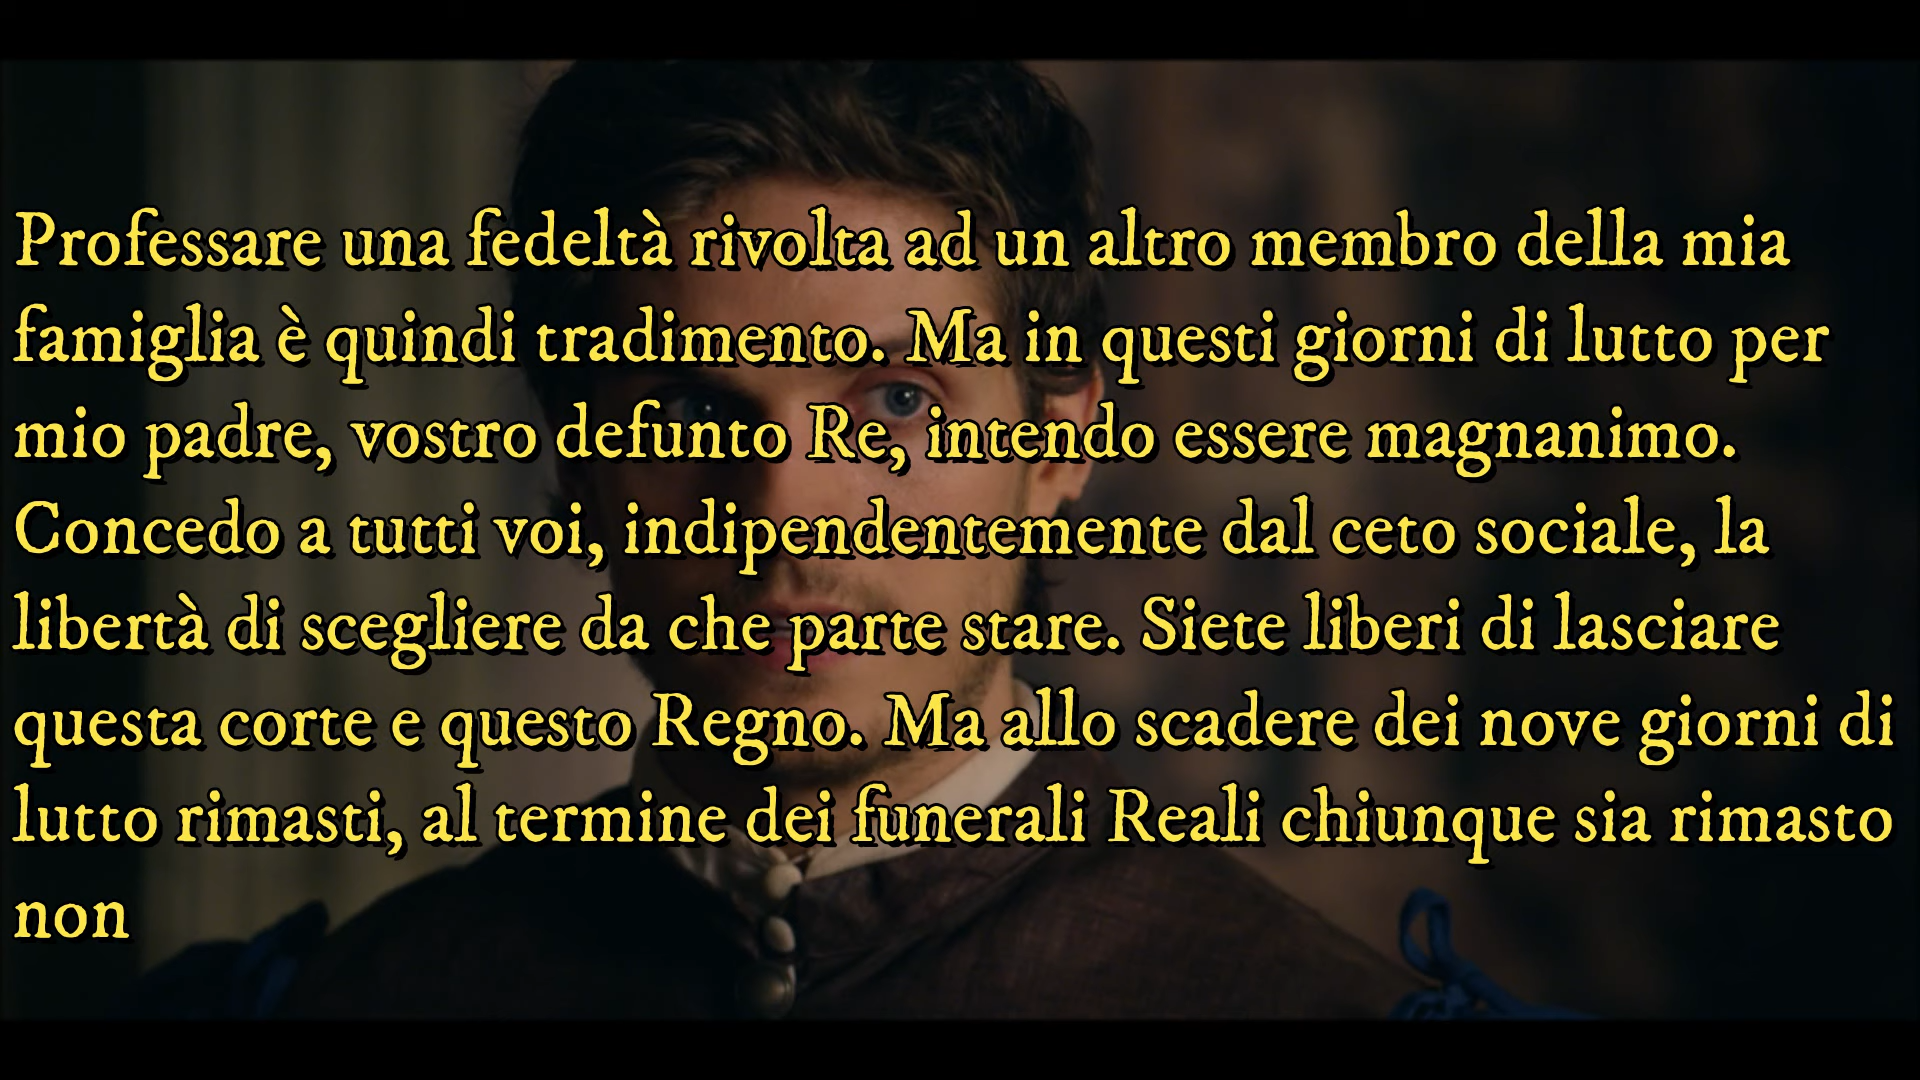 Professare una fedeltà rivolta ad un altro membro della mia
famiglia è quindi tradimento. Ma in questi giorni di lutto per
mio padre, vostro defunto Re, intendo essere magnanimo.
Concedo a tutti voi, indipendentemente dal ceto sociale, la
libertà di scegliere da che parte stare. Siete liberi di lasciare
questa corte e questo Regno. Ma allo scadere dei nove giorni di
lutto rimasti, al termine dei funerali Reali chiunque sia rimasto
non